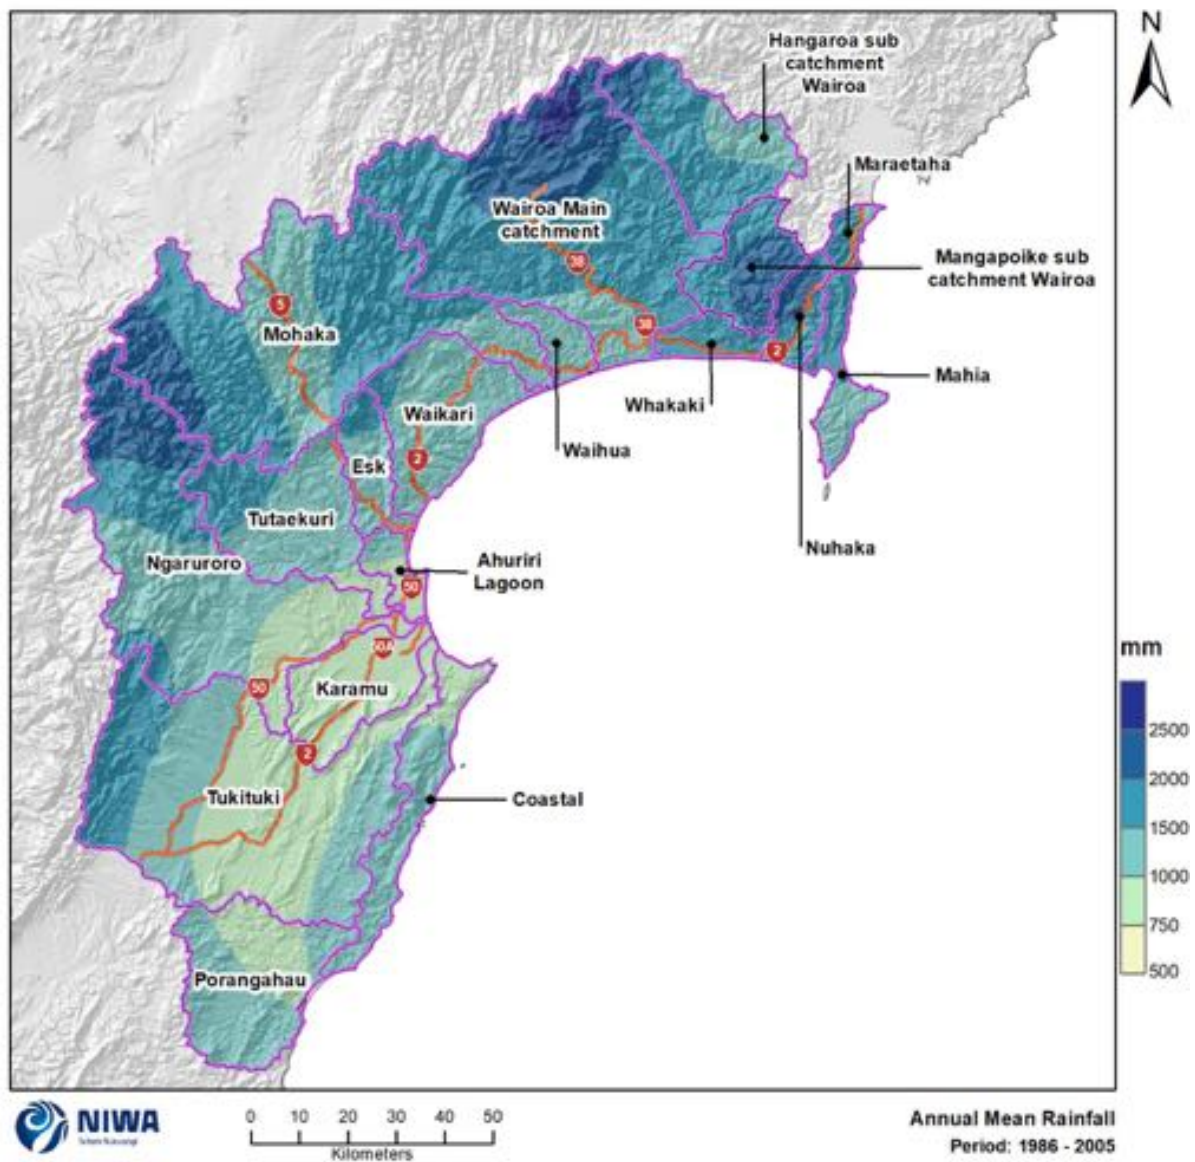 N
Hangaroa sub
catchment
Wairoa
Maraetaha
Wairoa Main
catchment
Mangapoike sub
catchment Wairoa
38
5
Mohaka
38
2
Mahia
Whakaki
Waikari
Waihua
Esk
2
Tutaekuri
Nuhaka
Ngaruroro
Ahuriri
Lagoon
50
50A
50
Karamu
mm
2
2500
2000
Tukituki
Coastal
1500
1000
750
500
Porangahau
NIWA
0 10 20 30 40 50
Kilometers
Annual Mean Rainfall
Period: 1986 - 2005